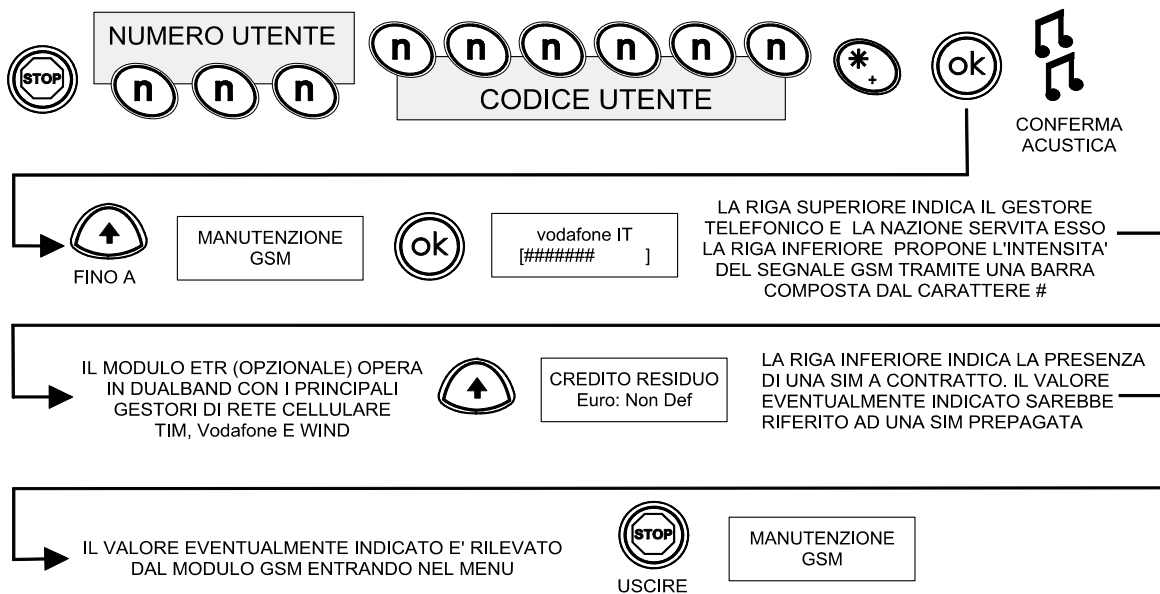 STOP
NUMERO UTENTE
n n n
n n n n n n
CODICE UTENTE
*
+
ok
CONFERMA
ACUSTICA
FINO A
MANUTENZIONE
GSM
ok
vodafone IT
[####### ]
LA RIGA SUPERIORE INDICA IL GESTORE
TELEFONICO E LA NAZIONE SERVITA ESSO
LA RIGA INFERIORE PROPONE L'INTENSITA'
DEL SEGNALE GSM TRAMITE UNA BARRA
COMPOSTA DAL CARATTERE #
IL MODULO ETR (OPZIONALE) OPERA
IN DUALBAND CON I PRINCIPALI
GESTORI DI RETE CELLULARE
TIM, Vodafone E WIND
CREDITO RESIDUO
Euro: Non Def
LA RIGA INFERIORE INDICA LA PRESENZA
DI UNA SIM A CONTRATTO. IL VALORE
EVENTUALMENTE INDICATO SAREBBE
RIFERITO AD UNA SIM PREPAGATA
IL VALORE EVENTUALMENTE INDICATO E' RILEVATO
DAL MODULO GSM ENTRANDO NEL MENU
STOP
USCIRE
MANUTENZIONE
GSM